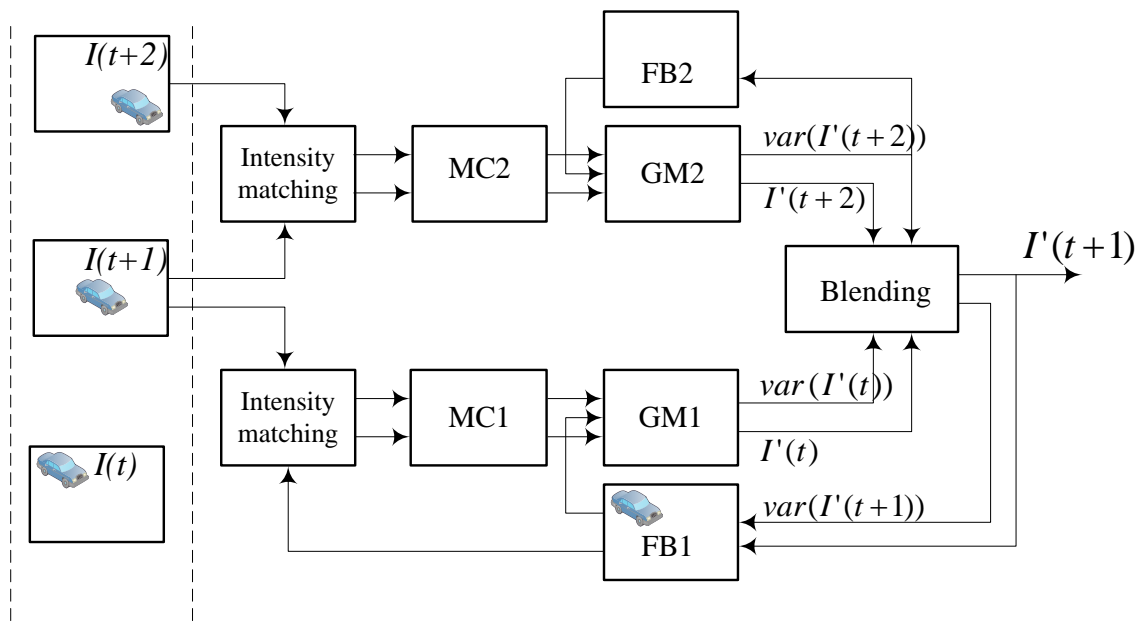 I(t+2)
FB2
Intensity
matching
MC2
GM2
var(I'(t+2))
I'(t+2)
I(t+1)
I'(t+1)
Blending
Intensity
matching
MC1
GM1
var(I'(t))
I'(t)
I(t)
FB1
var(I'(t+1))